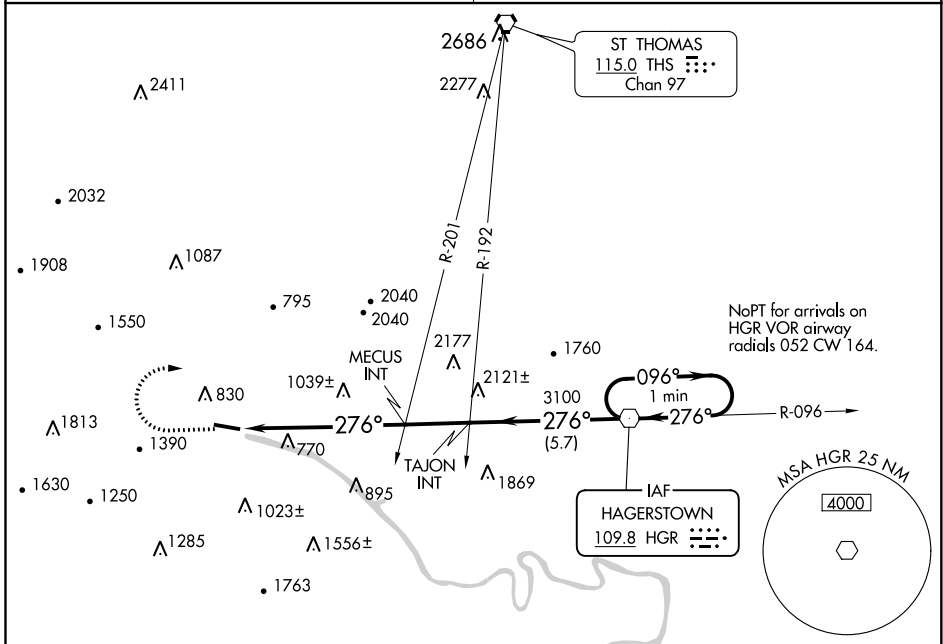 2686
ST THOMAS
115.0 THS
Chan 97
2411
2277
2032
R-201
R-192
1087
1908
795
2040
2040
1550
NoPT for arrivals on
HGR VOR airway
radials 052 CW 164.
2177
1760
MECUS
INT
1039±
2121±
096°
1 min
830
3100
276°
276°
(5.7)
276°
R-096
1813
1390
770
TAJON
INT
1869
MSA HGR 25 NM
4000
1630
1250
895
1023±
IAF
HAGERSTOWN
109.8 HGR
1285
1556±
1763